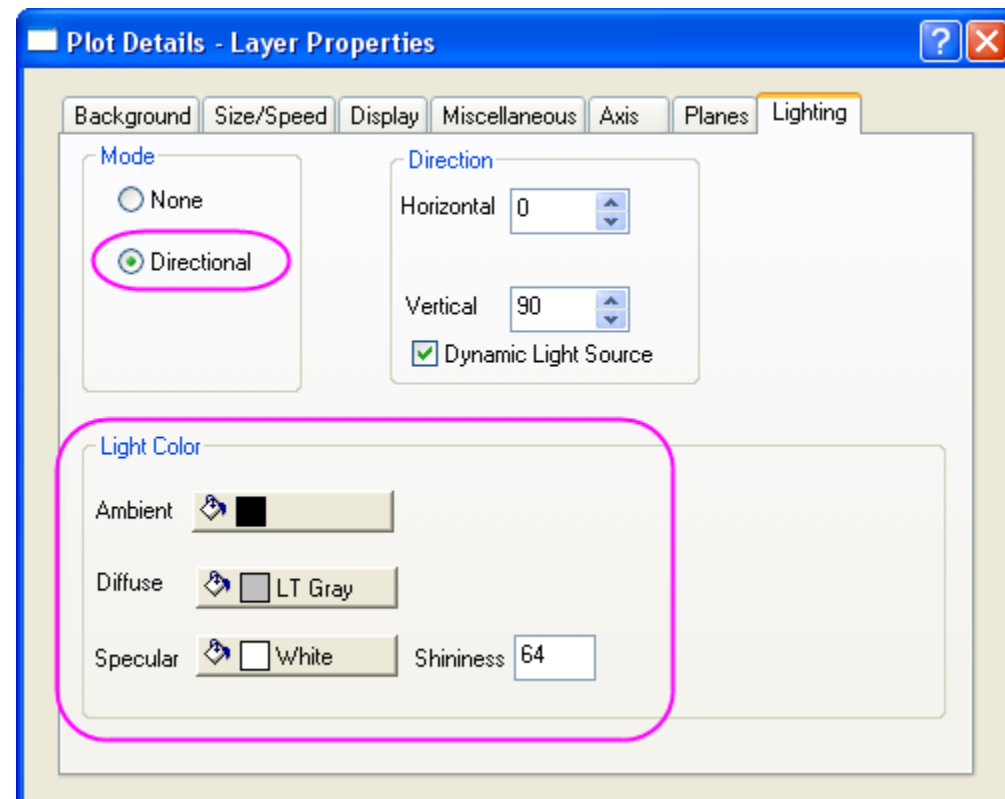 Plot Details - Layer Properties
Background Size/Speed Display Miscellaneous Axis Planes Lighting
Mode
None
Directional
Direction
Horizontal 0
Vertical 90
Dynamic Light Source
Light Color
Ambient
Diffuse LT Gray
Specular White Shininess 64